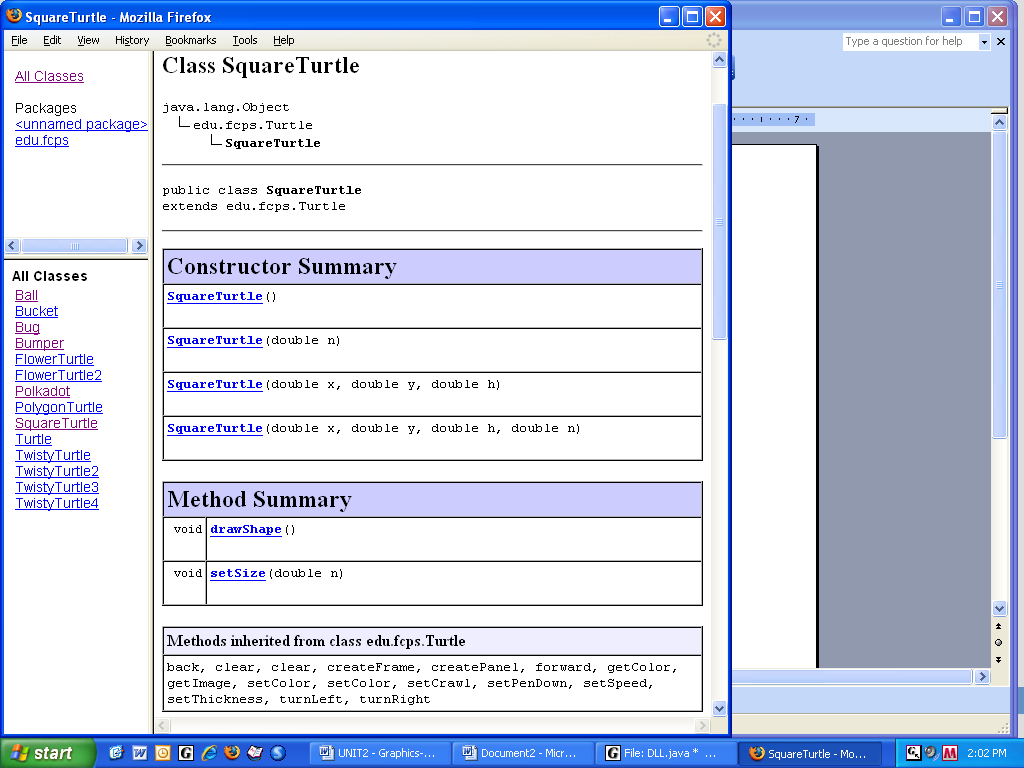 SquareTurtle - Mozilla Firefox
File Edit View History Bookmarks Tools Help
Type a question for help
All Classes
Packages
<unnamed package>
edu.fcps
All Classes
Ball
Bucket
Bug
Bumper
FlowerTurtle
FlowerTurtle2
Polkadot
PolygonTurtle
SquareTurtle
Turtle
TwistyTurtle
TwistyTurtle2
TwistyTurtle3
TwistyTurtle4
Class SquareTurtle
java.lang.Object
edu.fcps.Turtle
SquareTurtle
public class SquareTurtle
extends edu.fcps.Turtle
Constructor Summary
SquareTurtle()
SquareTurtle(double n)
SquareTurtle(double x, double y, double h)
SquareTurtle(double x, double y, double h, double n)
Method Summary
void drawShape()
void setSize(double n)
Methods inherited from class edu.fcps.Turtle
back, clear, clear, createFrame, createPanel, forward, getColor,
getImage, setColor, setColor, setCrawl, setPenDown, setSpeed,
setThickness, turnLeft, turnRight
7
start
UNIT2 - Graphics-...
Document2 - Micr...
File: DLL.java * ...
SquareTurtle - Mo...
2:02 PM